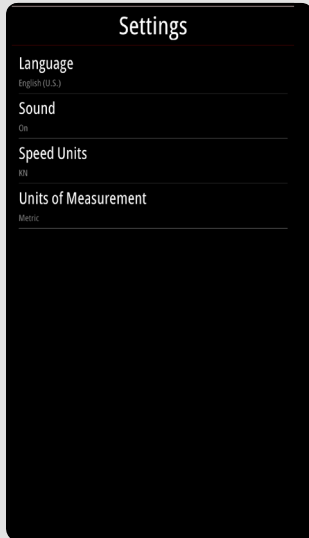 Settings
Language
English (U.S.)
Sound
On
Speed Units
KN
Units of Measurement
Metric